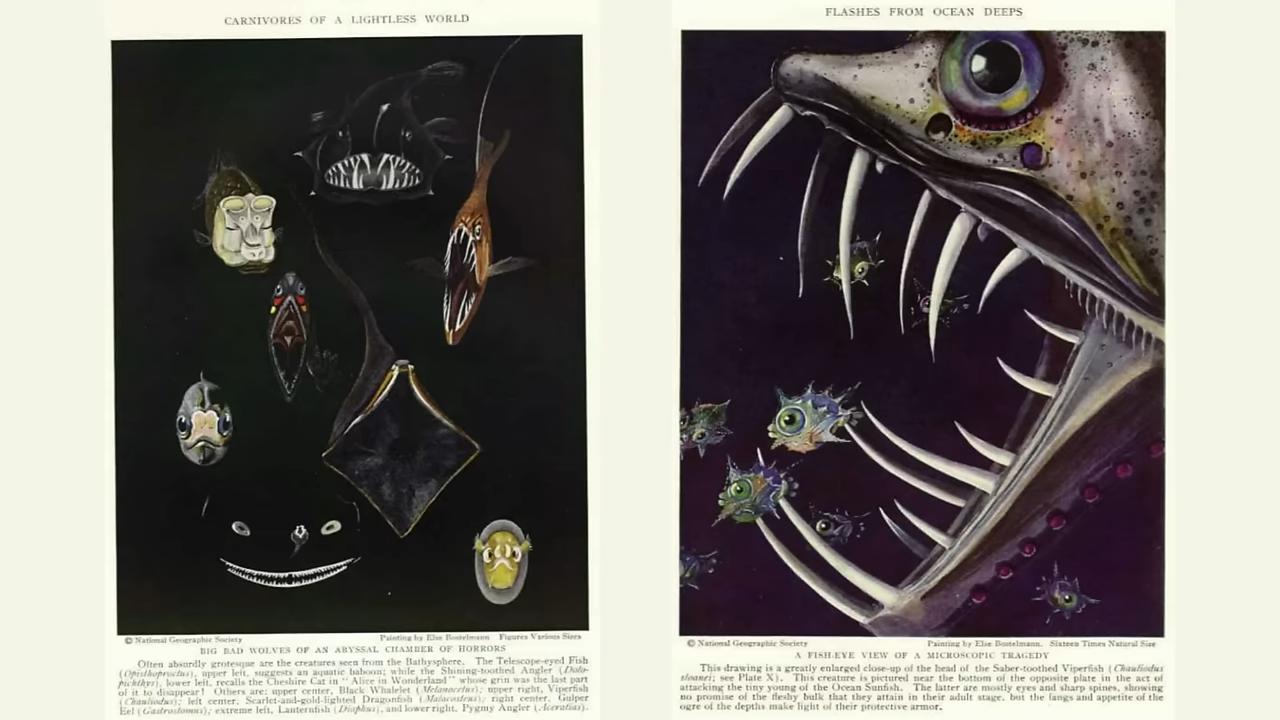 CARNIVORES OF A LIGHTLESS WORLD
© National Geographic Society
Painting by Else Bostelmann Figures Various Sizes
BIG BAD WOLVES OF AN ABYSSAL CHAMBER OF HORRORS
Often absurdly grotesque are the creatures seen from the Bathysphere. The Telescope-eyed Fish
(Opisthoproctus), upper left, suggests an aquatic baboon; while the Shining-toothed Angler (Dolo-
pichthys), lower left, recalls the Cheshire Cat in "Alice in Wonderland" whose grin was the last part
of it to disappear! Others are: upper center, Black Whalelet (Melanocetus); upper right, Viperfish
(Chauliodus); left center, Scarlet-and-gold-lighted Dragonfish (Malacosteus); right center, Gulper
Eel (Gastrostomus); extreme left, Lanternfish (Diaphus), and lower right, Pygmy Angler (Aceratias).
FLASHES FROM OCEAN DEEPS
© National Geographic Society
Painting by Else Bostelmann. Sixteen Times Natural Size
A FISH-EYE VIEW OF A MICROSCOPIC TRAGEDY
This drawing is a greatly enlarged close-up of the head of the Saber-toothed Viperfish (Chauliodus
sloanei; see Plate X). This creature is pictured near the bottom of the opposite plate in the act of
attacking the tiny young of the Ocean Sunfish. The latter are mostly eyes and sharp spines, showing
no promise of the fleshy bulk that they attain in their adult stage, but the fangs and appetite of the
ogre of the depths make light of their protective armor.